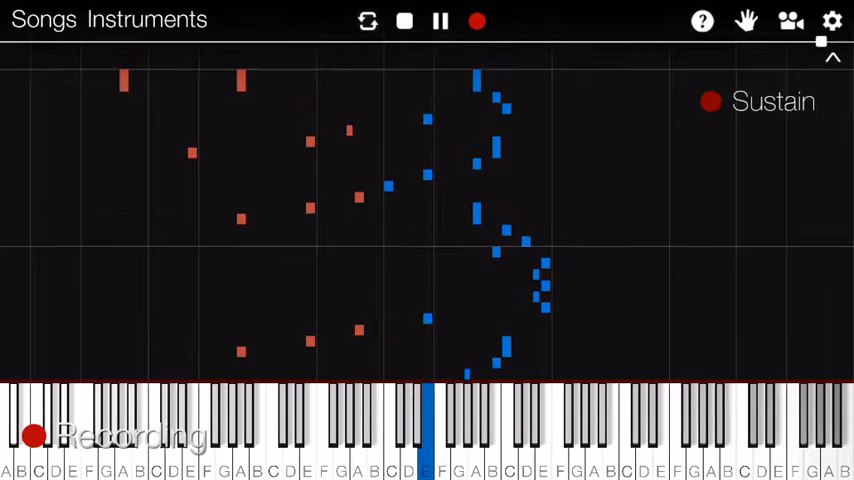 Songs Instruments
?
Sustain
Recording
A B C D E F G A B C D E F G A B C D E F G A B C D E F G A B C D E F G A B C D E F G A B C D E F G A B